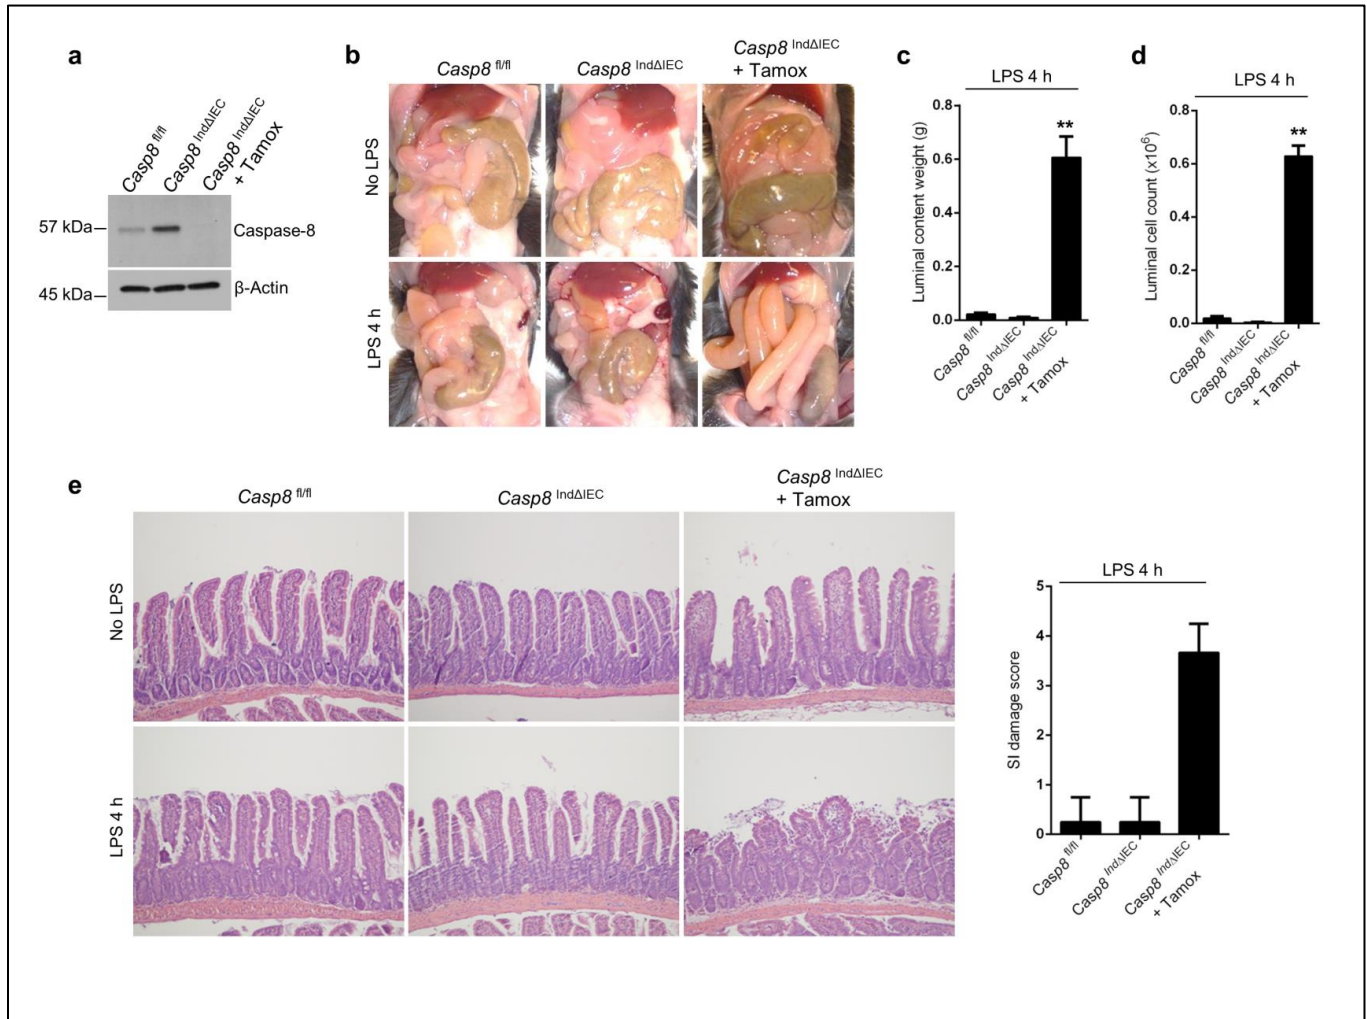 a
Casp8 fl/fl
Casp8 IndΔIEC
Casp8 IndΔIEC
+ Tamox
57 kDa
Caspase-8
45 kDa
β-Actin
b
Casp8 fl/fl
Casp8 IndΔIEC
Casp8 IndΔIEC
+ Tamox
No LPS
LPS 4 h
c
LPS 4 h
Luminal content weight (g)
0.8
0.6
0.4
0.2
0.0
**
Casp8 fl/fl
Casp8 IndΔIEC
Casp8 IndΔIEC
+ Tamox
d
LPS 4 h
Luminal cell count (x10⁶)
0.8
0.6
0.4
0.2
0.0
**
Casp8 fl/fl
Casp8 IndΔIEC
Casp8 IndΔIEC
+ Tamox
e
Casp8 fl/fl
Casp8 IndΔIEC
Casp8 IndΔIEC
+ Tamox
No LPS
LPS 4 h
LPS 4 h
SI damage score
5
4
3
2
1
0
Casp8 fl/fl
Casp8 IndΔIEC
Casp8 IndΔIEC
+ Tamox